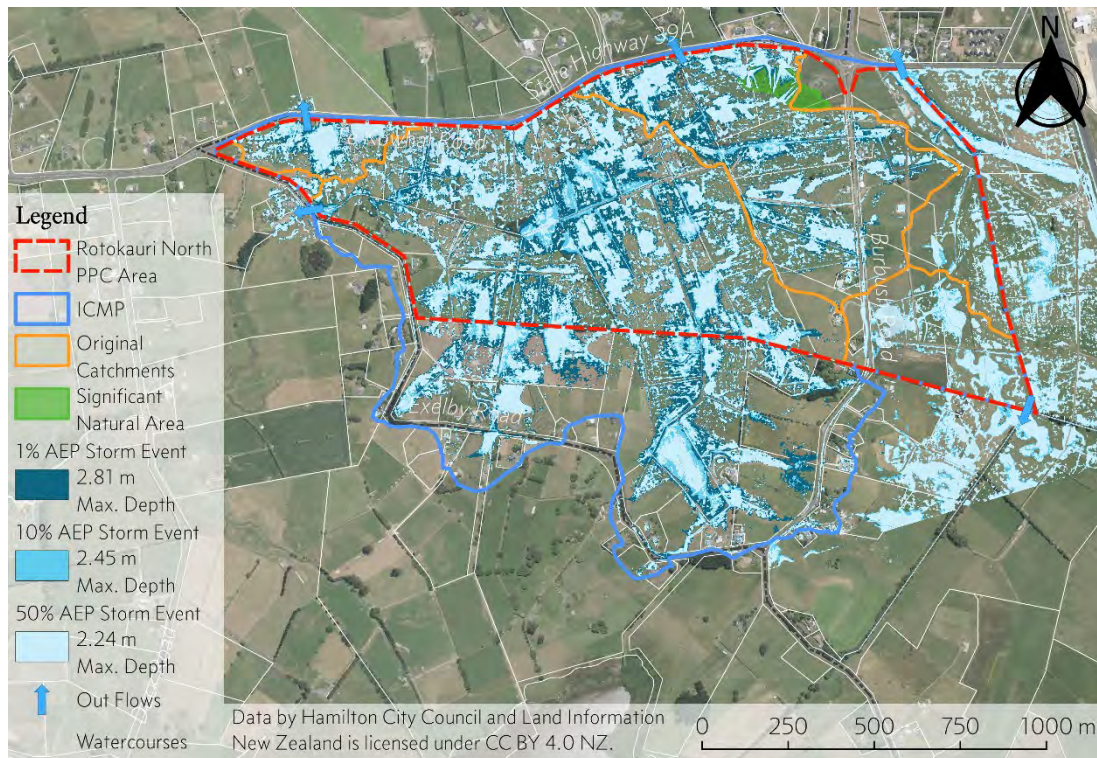 N
State Highway 39A
Burbush Road
Exelby Road
Legend
Rotokauri North
PPC Area
ICMP
Original
Catchments
Significant
Natural Area
1% AEP Storm Event
2.81 m
Max. Depth
10% AEP Storm Event
2.45 m
Max. Depth
50% AEP Storm Event
2.24 m
Max. Depth
Out Flows
Watercourses
Data by Hamilton City Council and Land Information
New Zealand is licensed under CC BY 4.0 NZ.
0 250 500 750 1000 m